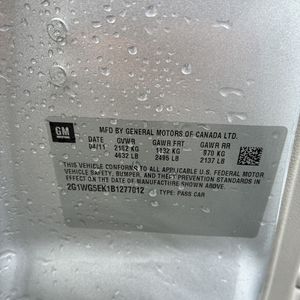 GM
MFD BY GENERAL MOTORS OF CANADA LTD.
DATE GVWR GAWR FRT GAWR RR
04/11 2102 KG 1132 KG 970 KG
4632 LB 2495 LB 2137 LB
THIS VEHICLE CONFORMS TO ALL APPLICABLE U.S. FEDERAL MOTOR
VEHICLE SAFETY, BUMPER, AND THEFT PREVENTION STANDARDS
IN EFFECT ON THE DATE OF MANUFACTURE SHOWN ABOVE.
2G1WG5EK1B1277012 TYPE: PASS CAR